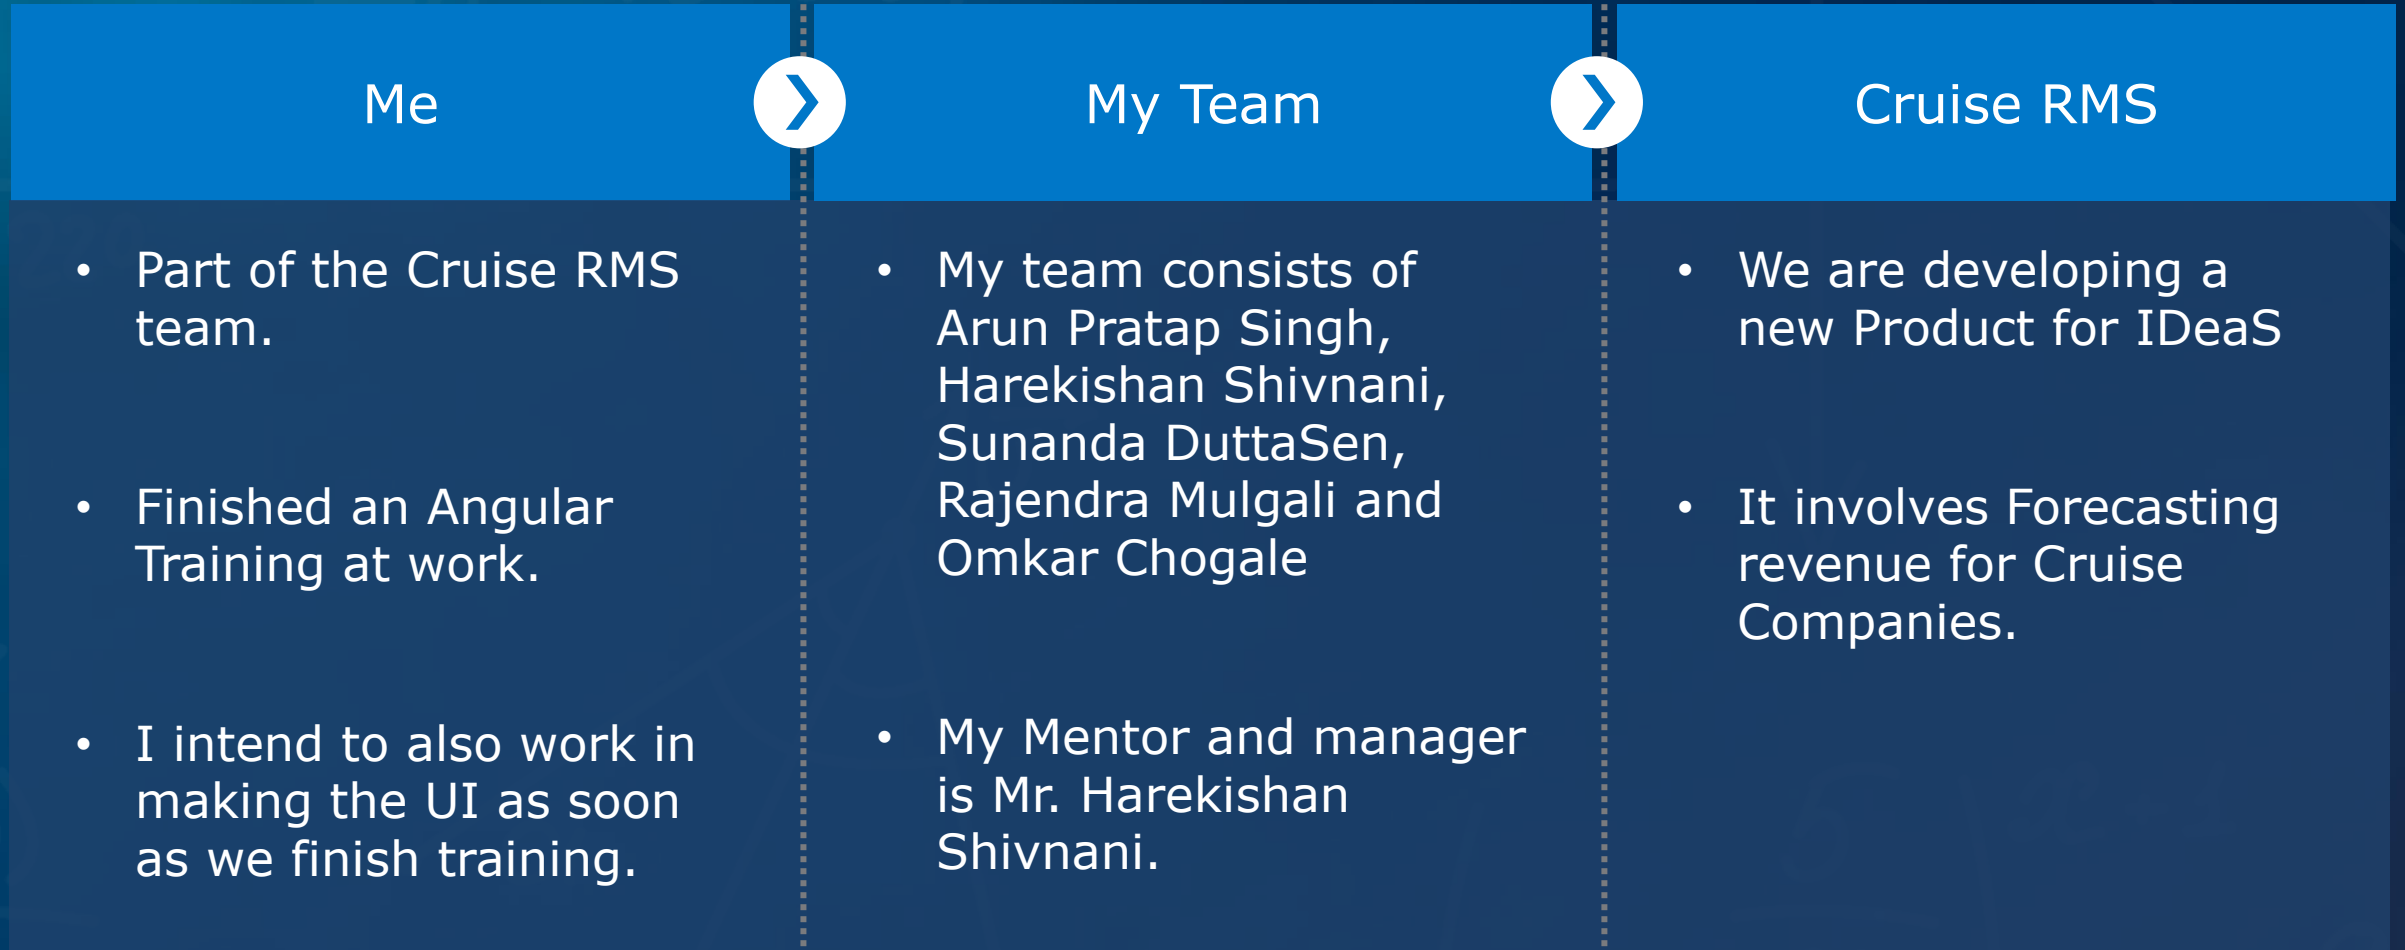 Me
• Part of the Cruise RMS
team.
• Finished an Angular
Training at work.
• I intend to also work in
making the UI as soon
as we finish training.
My Team
• My team consists of
Arun Pratap Singh,
Harekishan Shivnani,
Sunanda DuttaSen,
Rajendra Mulgali and
Omkar Chogale
• My Mentor and manager
is Mr. Harekishan
Shivnani.
Cruise RMS
• We are developing a
new Product for IDeaS
• It involves Forecasting
revenue for Cruise
Companies.